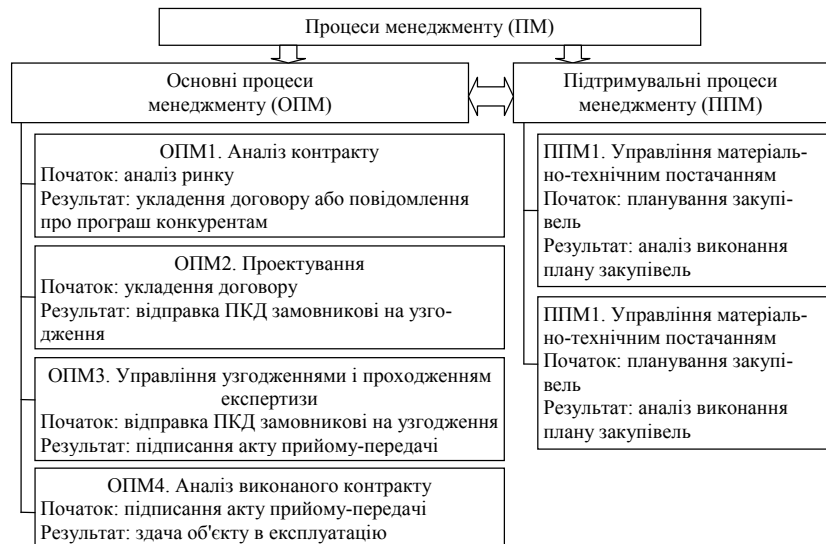 Процеси менеджменту (ПМ)
Основні процеси
менеджменту (ОПМ)
Підтримувальні процеси
менеджменту (ППМ)
ОПМ1. Аналіз контракту
Початок: аналіз ринку
Результат: укладення договору або повідомлення
про програш конкурентам
ОПМ2. Проектування
Початок: укладення договору
Результат: відправка ПКД замовникові на узго-
дження
ОПМ3. Управління узгодженнями і проходженням
експертизи
Початок: відправка ПКД замовникові на узгодження
Результат: підписання акту прийому-передачі
ОПМ4. Аналіз виконаного контракту
Початок: підписання акту прийому-передачі
Результат: здача об'єкту в експлуатацію
ППМ1. Управління матеріаль-
но-технічним постачанням
Початок: планування закупі-
вель
Результат: аналіз виконання
плану закупівель
ППМ1. Управління матеріаль-
но-технічним постачанням
Початок: планування закупі-
вель
Результат: аналіз виконання
плану закупівель